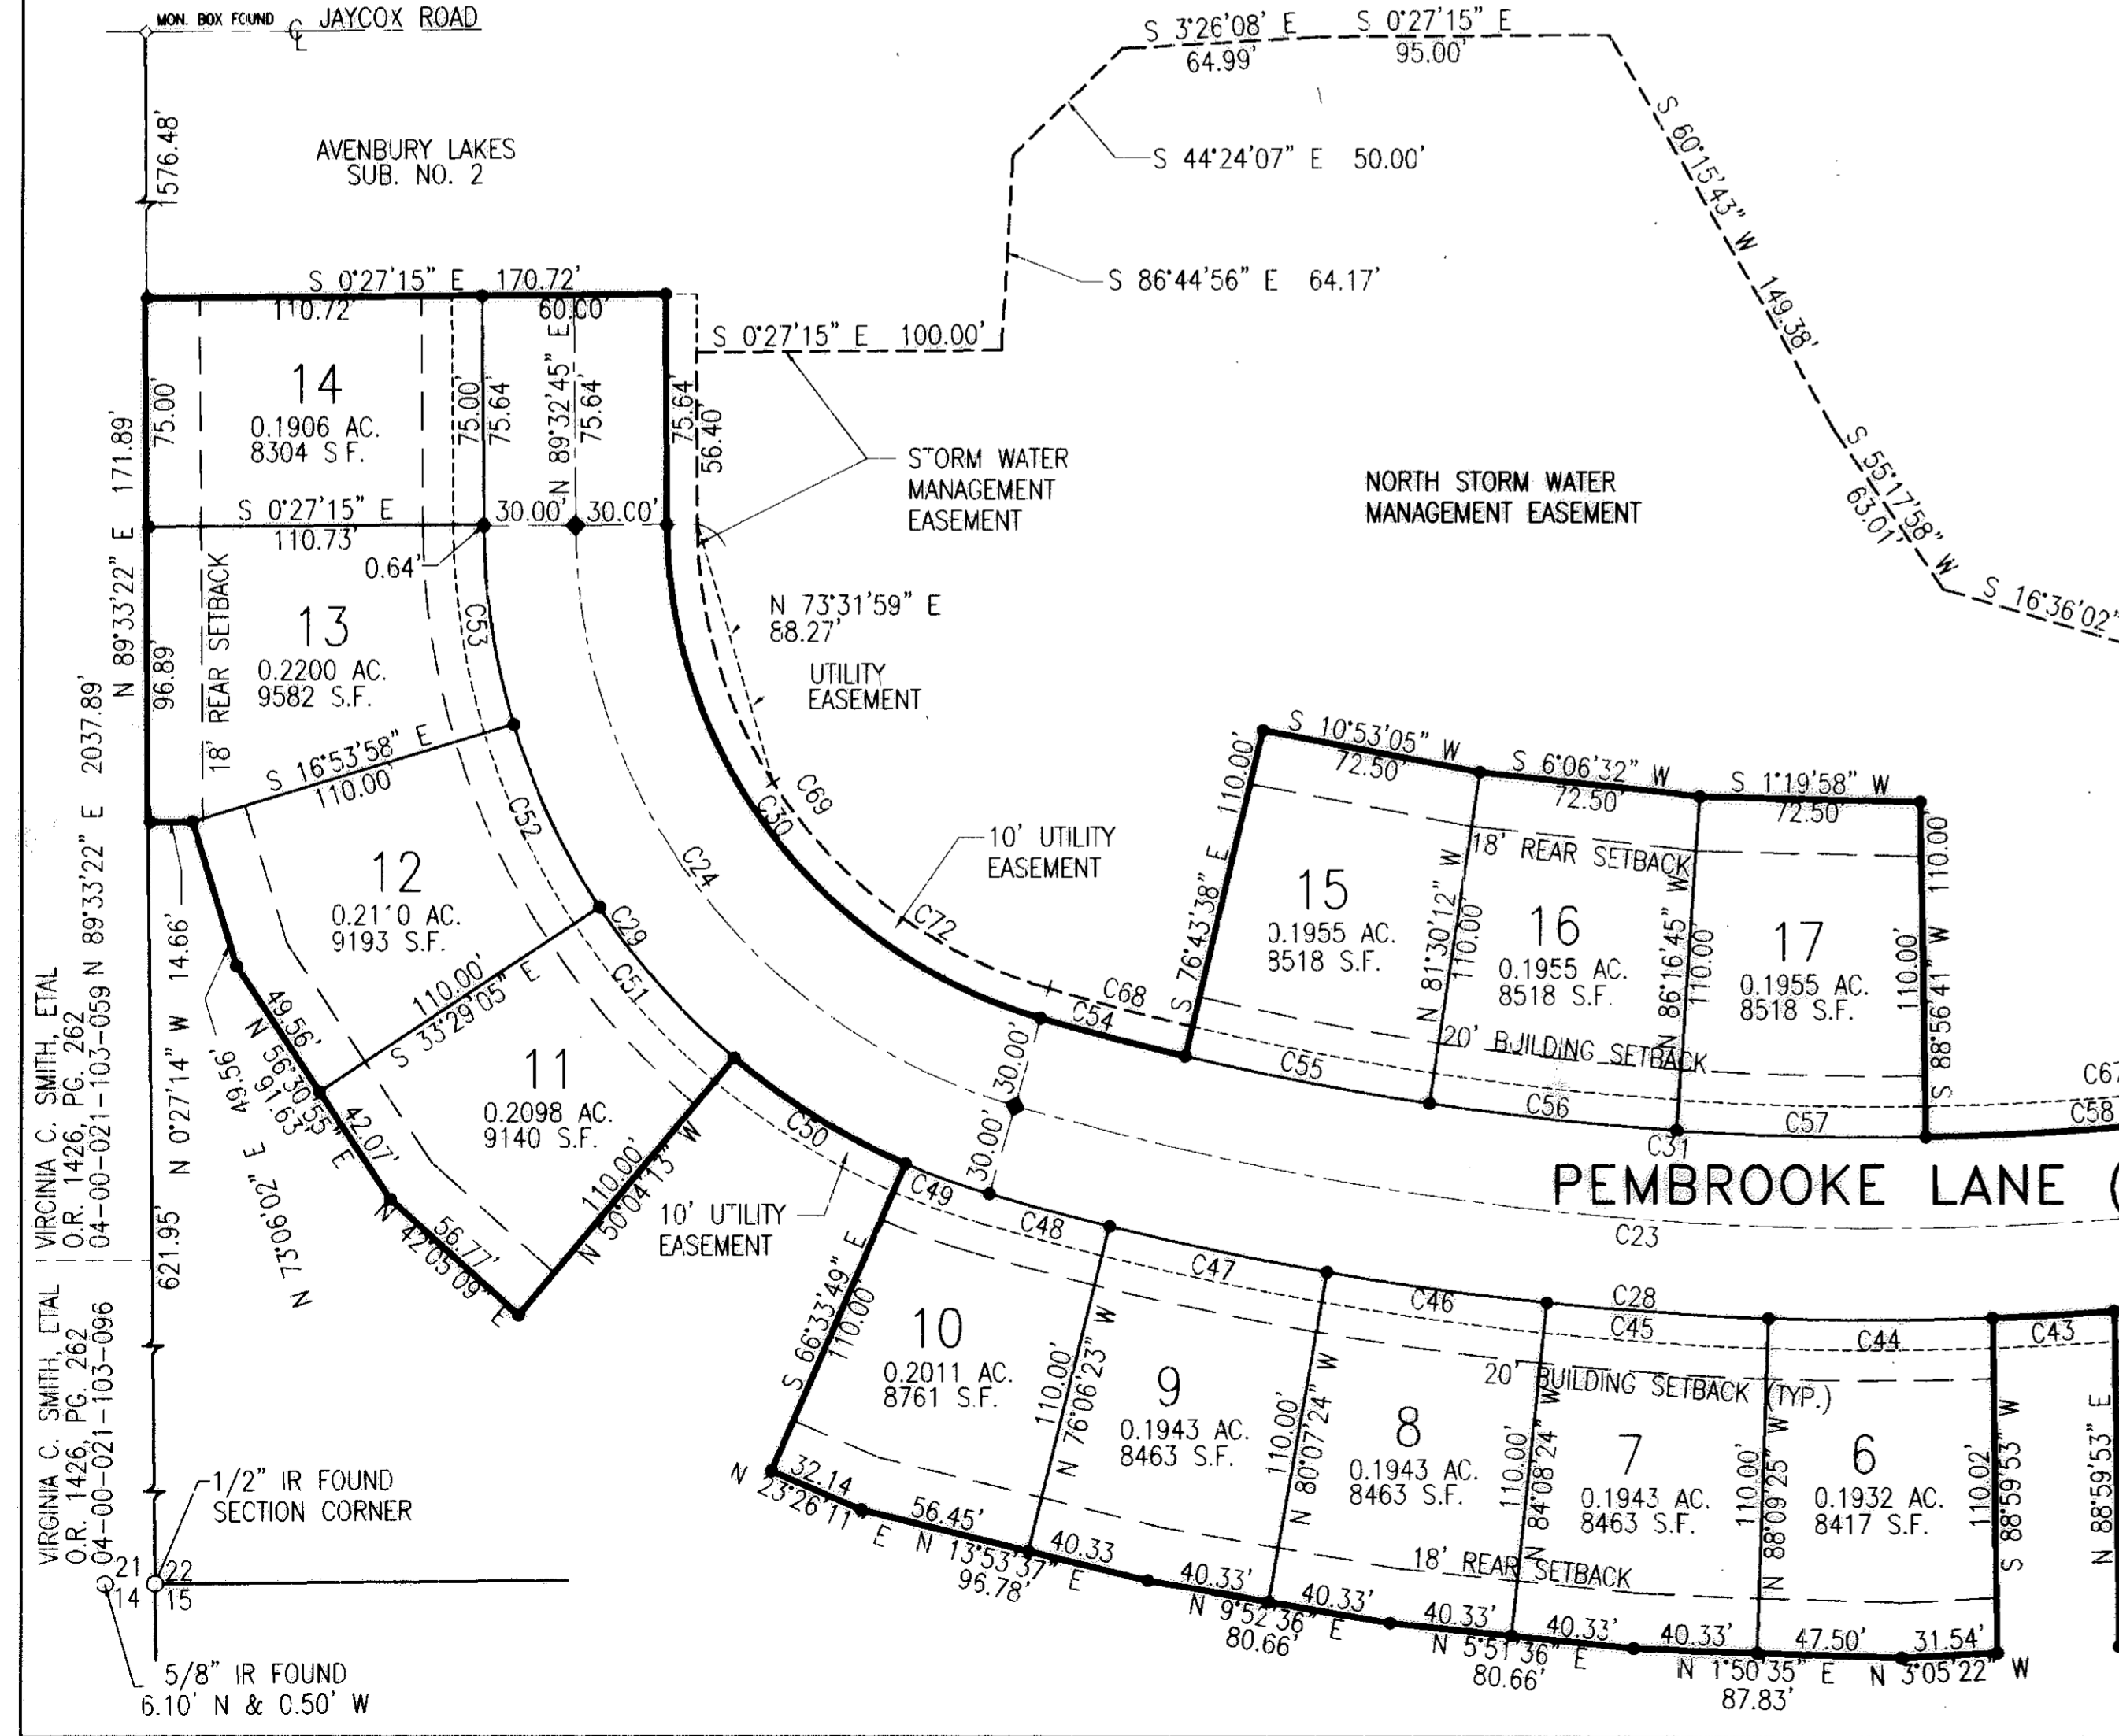 MON. BOX FOUND
℄ JAYCOX ROAD
1576.48'
AVENBURY LAKES
SUB. NO. 2
S 3°26'08' E
64.99'
S 0°27'15" E
95.00'
S 44°24'07" E 50.00'
S 86°44'56" E 64.17'
S 60°15'43" W 149.38'
S 55°17'58" W
63.01'
S 16°36'02"
S 0°27'15" E 170.72'
110.72'
60.00'
S 0°27'15" E 100.00'
14
0.1906 AC.
8304 S F.
75.00'
75.00'
75.64'
N 89°32'45" E
75.64'
75.64'
56.40'
N 89°33'22" E 171.89'
STORM WATER
MANAGEMENT
EASEMENT
NORTH STORM WATER
MANAGEMENT EASEMENT
S 0°27'15" E
110.73'
30.00'
30.00'
0.64'
13
0.2200 AC.
9582 S.F.
96.89'
18' REAR SETBACK
C53
N 73°31'59" E
88.27'
UTILITY
EASEMENT
S 16°53'58" E
110.00'
12
0.2110 AC.
9193 S.F.
C52
C29
C51
C24
C30
C69
C72
10' UTILITY
EASEMENT
C68
C54
14.66'
N 0°27'14" W
621.95'
N 89°33'22" E 2037.89'
49.56'
N 56°30'55" E
91.63'
42.07'
N 73°06'02" E 49.56'
S 33°29'05" E
110.00'
11
0.2098 AC.
9140 S.F.
56.77'
N 42°05'09" E
110.00'
N 50°04'13" W
C50
10' UTILITY
EASEMENT
C49
30.00'
30.00'
S 10°53'05" W
72.50'
S 6°06'32" W
72.50'
S 1°19'58" W
72.50'
110.00'
S 76°43'38" E
15
0.1955 AC.
8518 S.F.
N 81°30'12" W
110.00'
18' REAR SETBACK
16
0.1955 AC.
8518 S.F.
N 86°16'45" W
110.00'
17
0.1955 AC.
8518 S.F.
110.00'
110.00'
S 88°56'41" W
20' BUILDING SETBACK
C55
C56
C31
C57
C67
C58
PEMBROOKE LANE (
C23
C48
C47
C46
C28
C45
C44
C43
S 66°33'49" E
110.00'
10
0.2011 AC.
8761 S.F.
110.00'
N 76°06'23" W
9
0.1943 AC.
8463 S.F.
110.00'
N 80°07'24" W
8
0.1943 AC.
8463 S.F.
20' BUILDING SETBACK (TYP.)
110.00'
N 84°08'24" W
7
0.1943 AC.
8463 S.F.
110.00'
N 88°09'25" W
6
0.1932 AC.
8417 S.F.
110.02'
S 88°59'53" W
N 88°59'53" E
18' REAR SETBACK
32.14
N 23°26'11" E
56.45'
40.33
N 13°53'37" E
96.78'
40.33'
40.33'
N 9°52'36" E
80.66'
40.33'
40.33'
N 5°51'36" E
80.66'
40.33'
47.50'
N 1°50'35" E
87.83'
31.54'
N 3°05'22" W
VIRGINIA C. SMITH, ETAL
O.R. 1426, PG. 262
04-00-021-103-059
VIRGINIA C. SMITH, ETAL
O.R. 1426, PG. 262
04-00-021-103-096
1/2" IR FOUND
SECTION CORNER
21
22
14
15
5/8" IR FOUND
6.10' N & 0.50' W